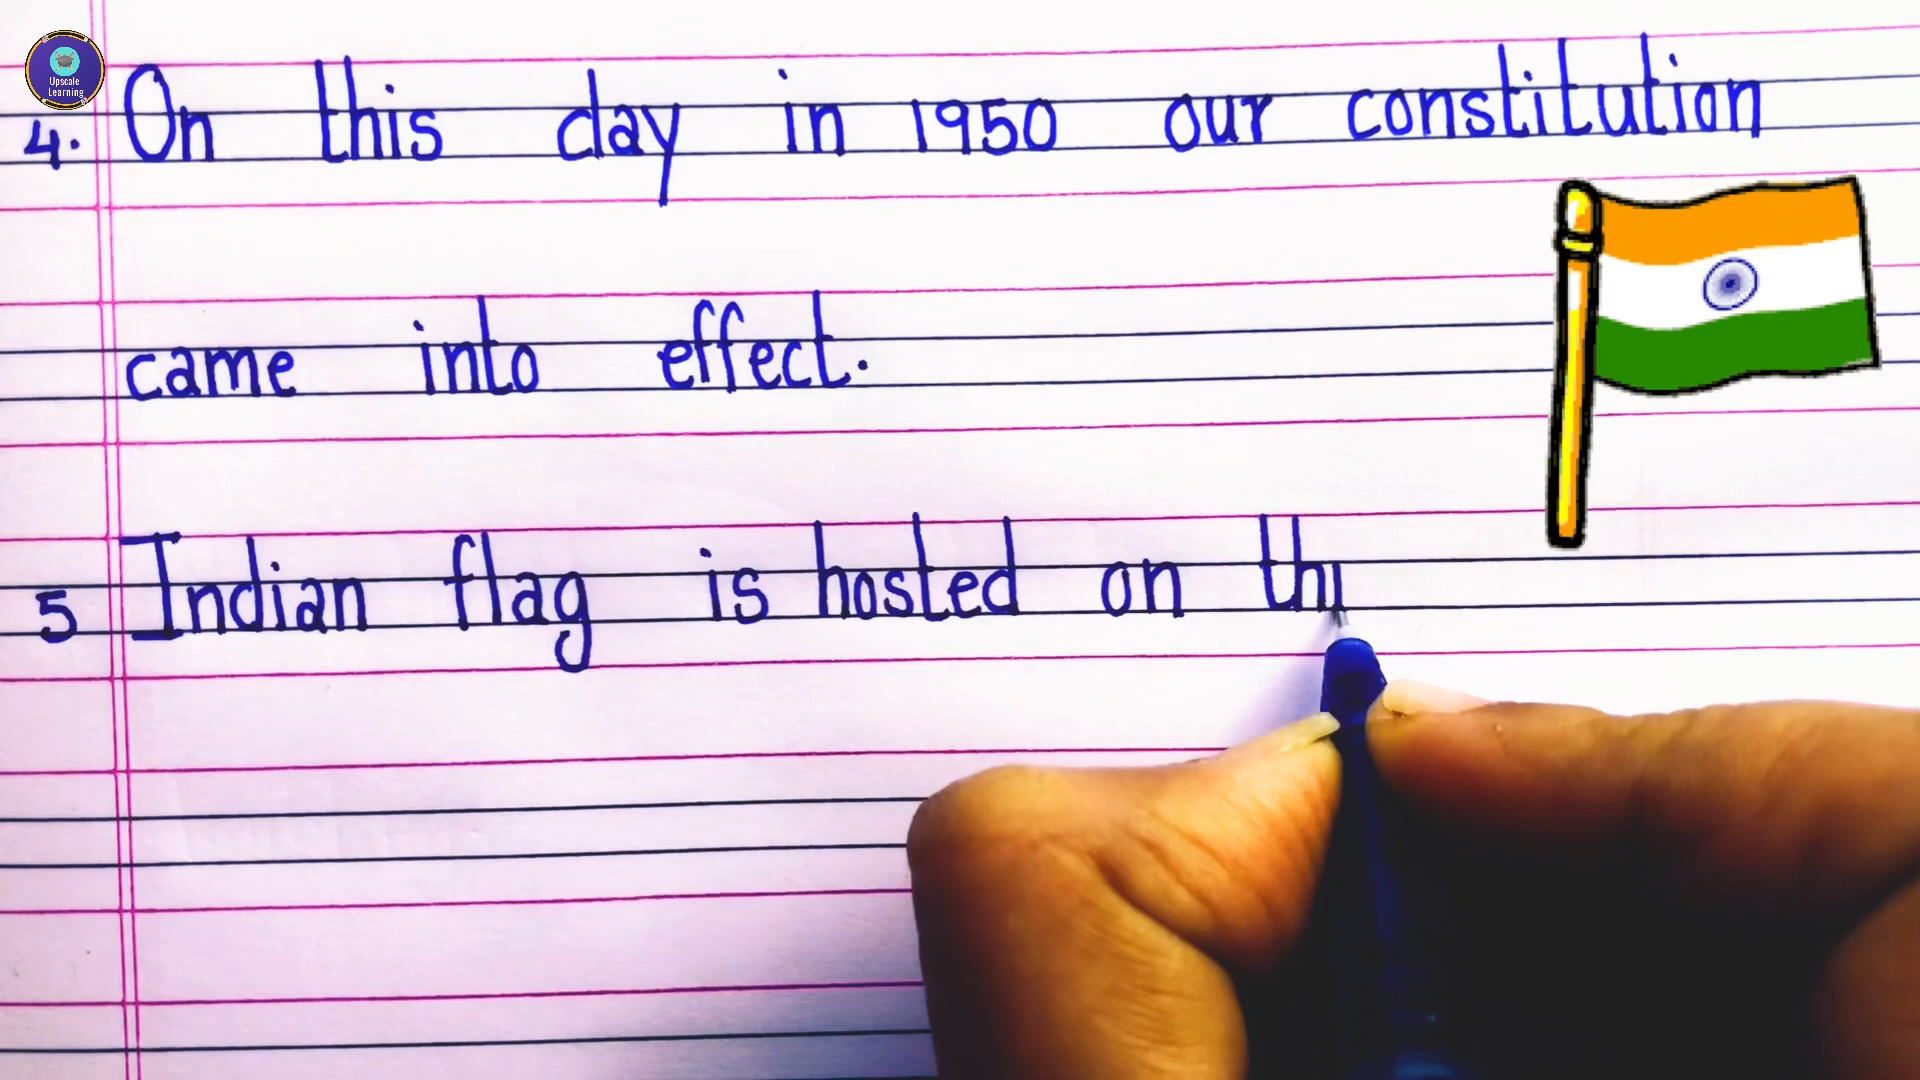 Upscale
Learning
4. On this day in 1950 our constitution
came into effect.
5 Indian flag is hosted on thi